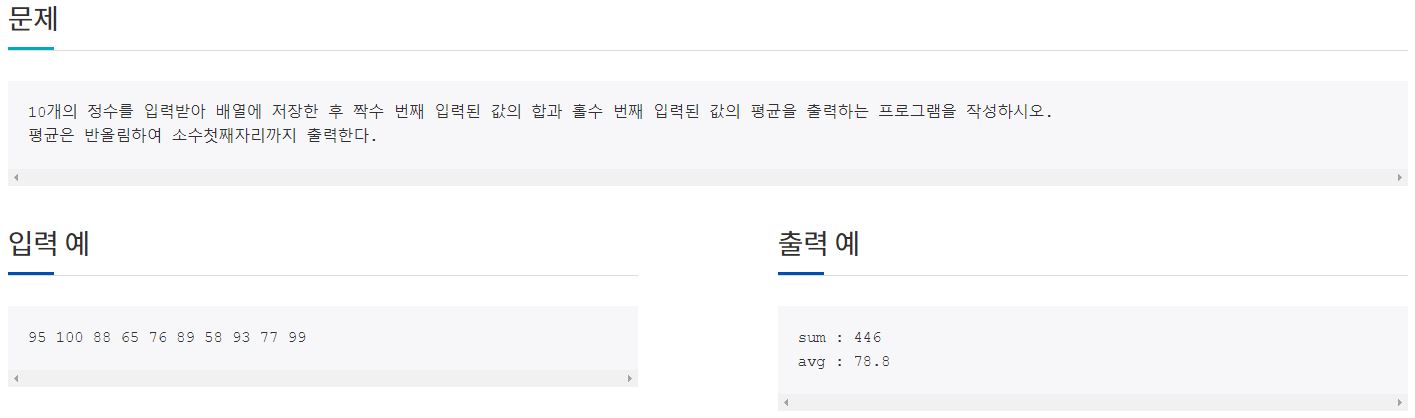 문제
10개의 정수를 입력받아 배열에 저장한 후 짝수 번째 입력된 값의 합과 홀수 번째 입력된 값의 평균을 출력하는 프로그램을 작성하시오.
평균은 반올림하여 소수첫째자리까지 출력한다.
입력 예
95 100 88 65 76 89 58 93 77 99
출력 예
sum : 446
avg : 78.8